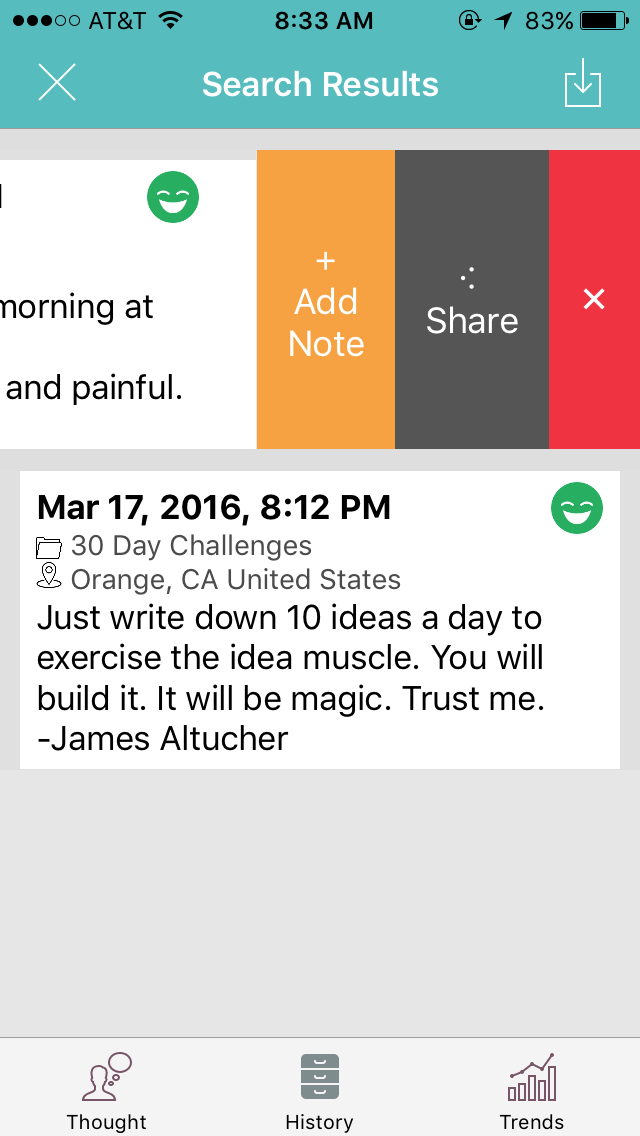 AT&T 8:33 AM 83%
Search Results
morning at
and painful.
+
Add
Note
Share
×
Mar 17, 2016, 8:12 PM
30 Day Challenges
Orange, CA United States
Just write down 10 ideas a day to
exercise the idea muscle. You will
build it. It will be magic. Trust me.
-James Altucher
Thought History Trends